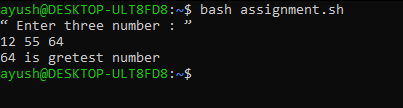 ayush@DESKTOP-ULT8FD8:~$ bash assignment.sh
“ Enter three number : ”
12 55 64
64 is gretest number
ayush@DESKTOP-ULT8FD8:~$